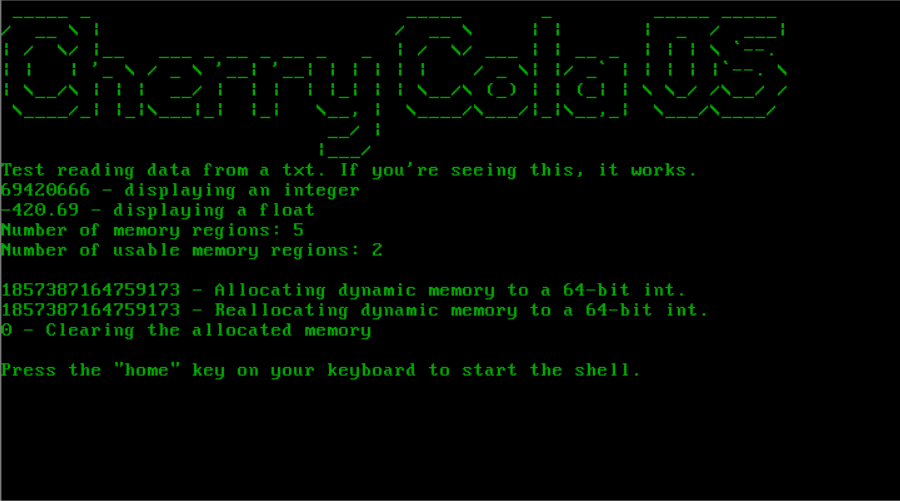 CherryCola OS
Test reading data from a txt. If you're seeing this, it works.
69420666 - displaying an integer
-420.69 - displaying a float
Number of memory regions: 5
Number of usable memory regions: 2
1857387164759173 - Allocating dynamic memory to a 64-bit int.
1857387164759173 - Reallocating dynamic memory to a 64-bit int.
0 - Clearing the allocated memory
Press the "home" key on your keyboard to start the shell.